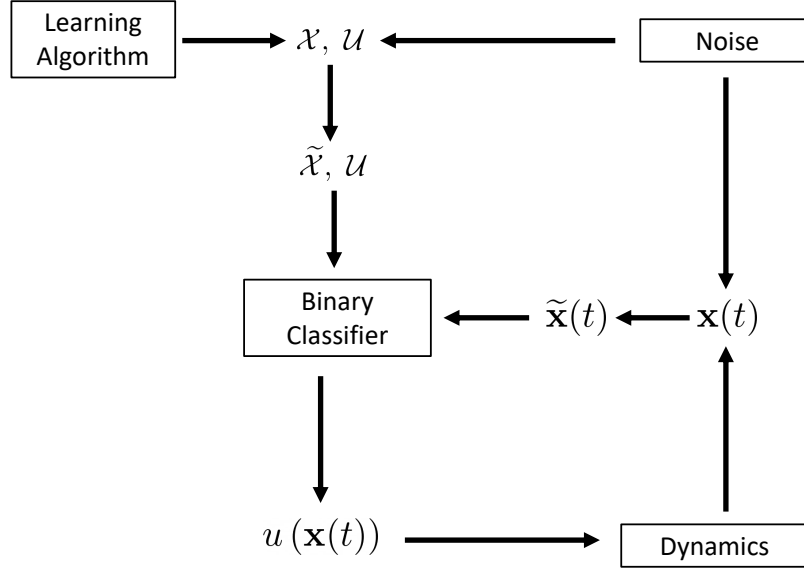 Learning
Algorithm
𝒳, 𝒰
Noise
𝒳̃, 𝒰
Binary
Classifier
𝐱̃(t)
𝐱(t)
u (𝐱(t))
Dynamics